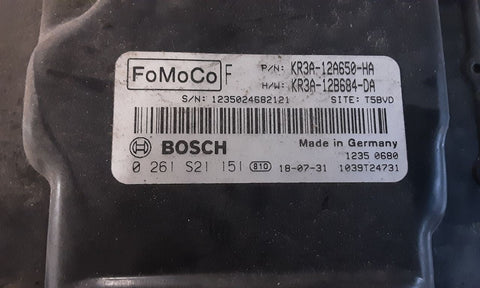 FoMoCo F P/N: KR3A-12A650-HA
H/W: KR3A-12B684-DA
S/N: 1235024682121 SITE: T5BVD
BOSCH Made in Germany
1235 0680
0 261 S21 151 810 18-07-31 1039T24731